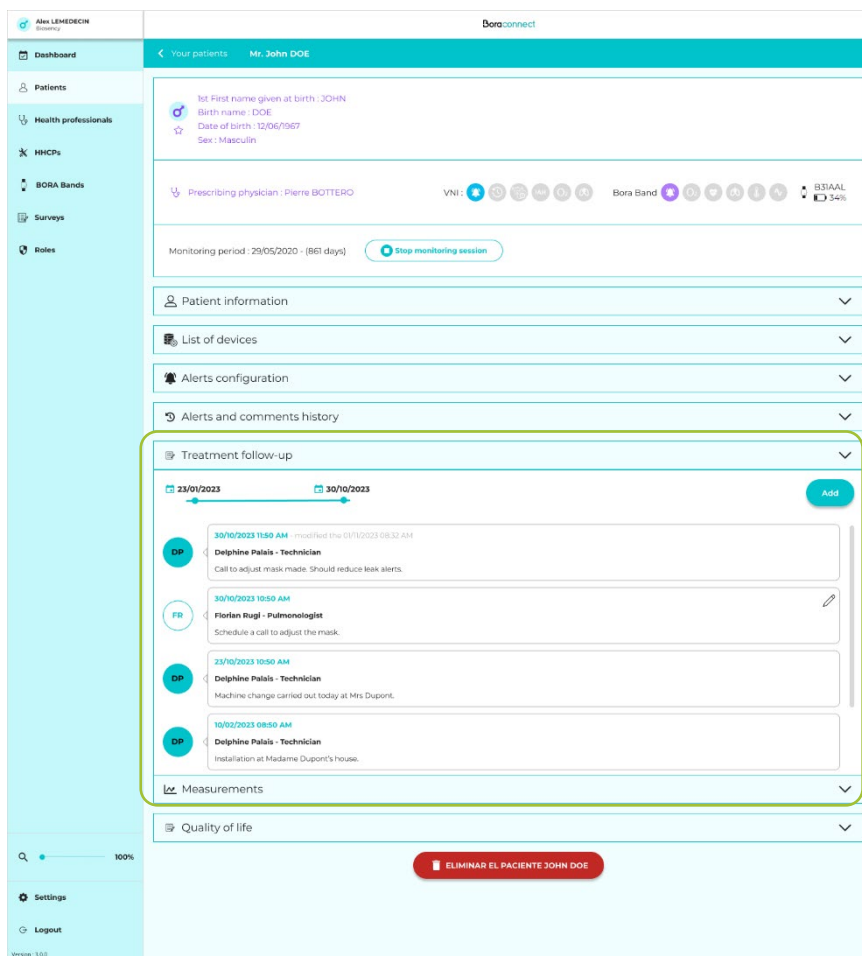 Alex LEMEDECIN
Biosency
Boraconnect
Dashboard
Patients
Health professionals
HHCPs
BORA Bands
Surveys
Roles
Your patients Mr. John DOE
1st First name given at birth : JOHN
Birth name : DOE
Date of birth : 12/06/1967
Sex : Masculin
Prescribing physician : Pierre BOTTERO
VNI : IAH O₂ Bora Band O₂ B31AAL
34%
Monitoring period : 29/05/2020 - (861 days) Stop monitoring session
Patient information
List of devices
Alerts configuration
Alerts and comments history
Treatment follow-up
23/01/2023 30/10/2023
Add
30/10/2023 11:50 AM - modified the 01/11/2023 08:32 AM
DP Delphine Palais - Technician
Call to adjust mask made. Should reduce leak alerts.
30/10/2023 10:50 AM
FR Florian Rugi - Pulmonologist
Schedule a call to adjust the mask.
23/10/2023 10:50 AM
DP Delphine Palais - Technician
Machine change carried out today at Mrs Dupont.
10/02/2023 08:50 AM
DP Delphine Palais - Technician
Installation at Madame Dupont's house.
Measurements
Quality of life
ELIMINAR EL PACIENTE JOHN DOE
100%
Settings
Logout
Version : 3.0.0